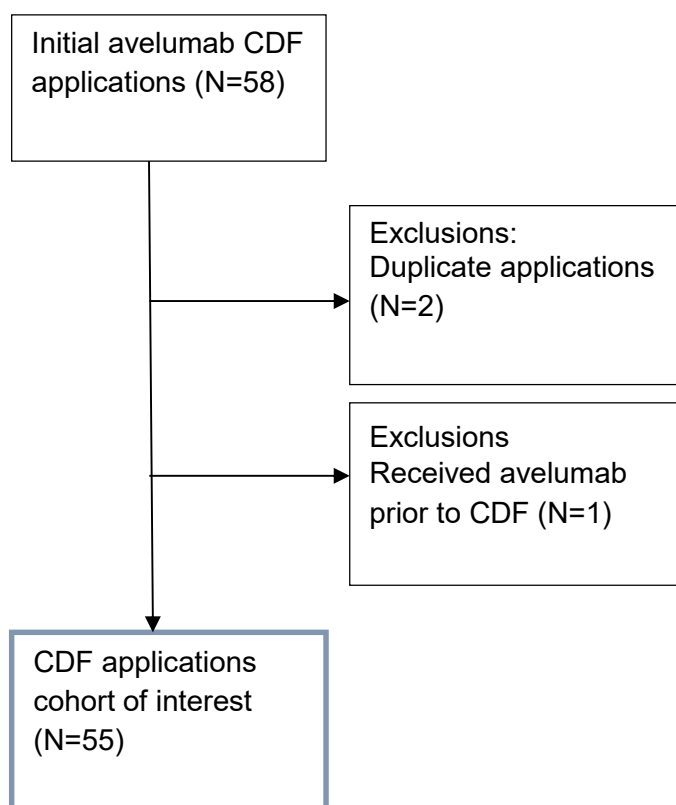 Initial avelumab CDF
applications (N=58)
Exclusions:
Duplicate applications
(N=2)
Exclusions
Received avelumab
prior to CDF (N=1)
CDF applications
cohort of interest
(N=55)